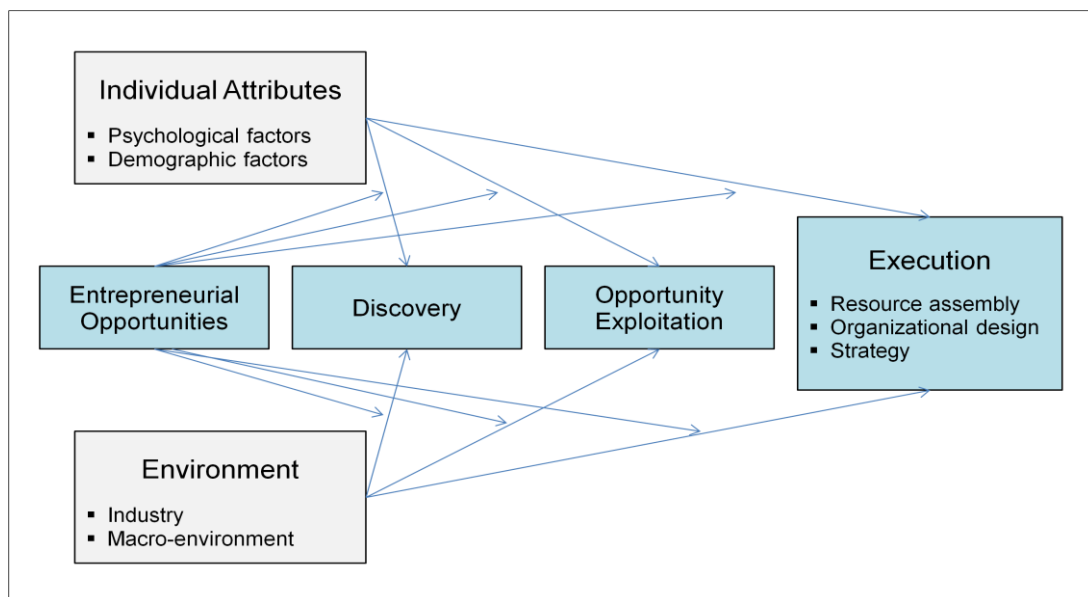 Individual Attributes
▪ Psychological factors
▪ Demographic factors
Entrepreneurial
Opportunities
Discovery
Opportunity
Exploitation
Execution
▪ Resource assembly
▪ Organizational design
▪ Strategy
Environment
▪ Industry
▪ Macro-environment